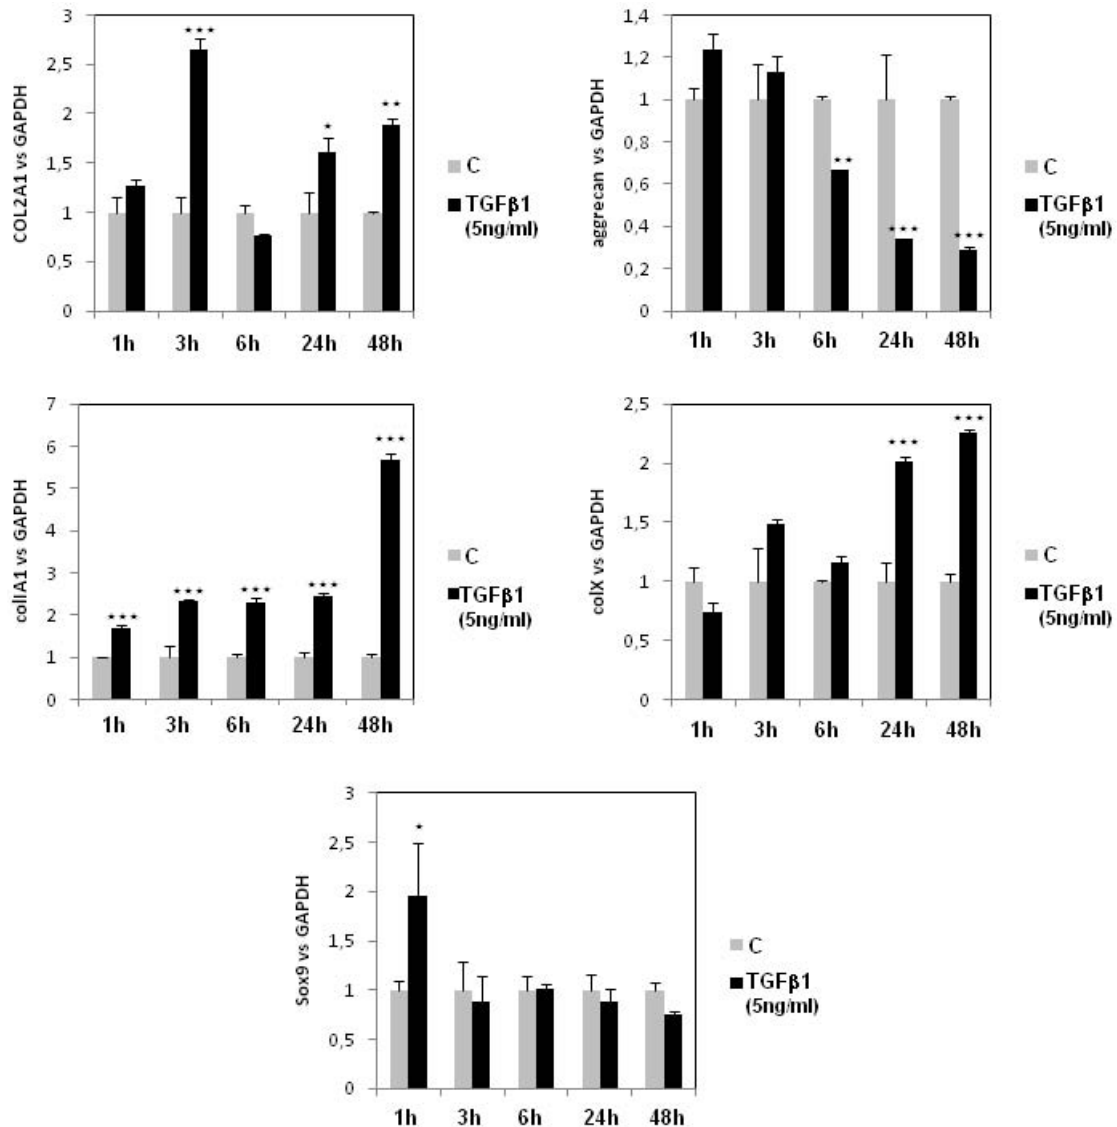 COL2A1 vs GAPDH
3
2,5
2
1,5
1
0,5
0
★★★
★
★★
1h 3h 6h 24h 48h
C
TGFβ1
(5ng/ml)
aggrecan vs GAPDH
1,4
1,2
1
0,8
0,6
0,4
0,2
0
★★
★★★
★★★
1h 3h 6h 24h 48h
C
TGFβ1
(5ng/ml)
colIA1 vs GAPDH
7
6
5
4
3
2
1
0
★★★
★★★
★★★
★★★
★★★
1h 3h 6h 24h 48h
C
TGFβ1
(5ng/ml)
colX vs GAPDH
2,5
2
1,5
1
0,5
0
★★★
★★★
1h 3h 6h 24h 48h
C
TGFβ1
(5ng/ml)
Sox9 vs GAPDH
3
2,5
2
1,5
1
0,5
0
★
1h 3h 6h 24h 48h
C
TGFβ1
(5ng/ml)